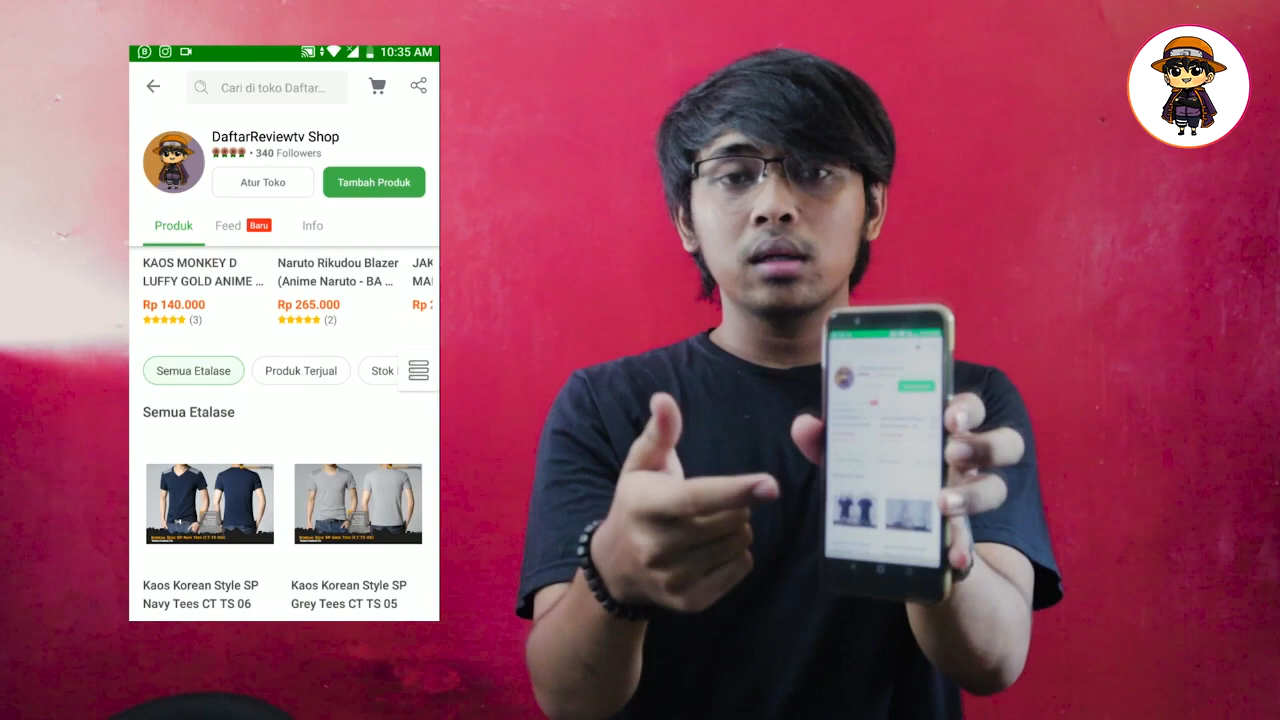 10:35 AM
Cari di toko Daftar...
DaftarReviewtv Shop
• 340 Followers
Atur Toko
Tambah Produk
Produk
Feed
Baru
Info
KAOS MONKEY D
LUFFY GOLD ANIME ...
Rp 140.000
(3)
Naruto Rikudou Blazer
(Anime Naruto - BA ...
Rp 265.000
(2)
JAK
MA
Rp
Semua Etalase
Produk Terjual
Stok
Semua Etalase
Kaos Korean Style SP
Navy Tees CT TS 06
Kaos Korean Style SP
Grey Tees CT TS 05